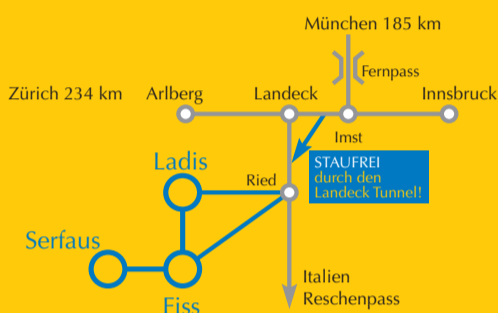 München 185 km
Fernpass
Zürich 234 km
Arlberg
Landeck
Innsbruck
Imst
Ladis
STAUFREI
durch den
Landeck Tunnel!
Ried
Serfaus
Italien
Reschenpass
Fiss